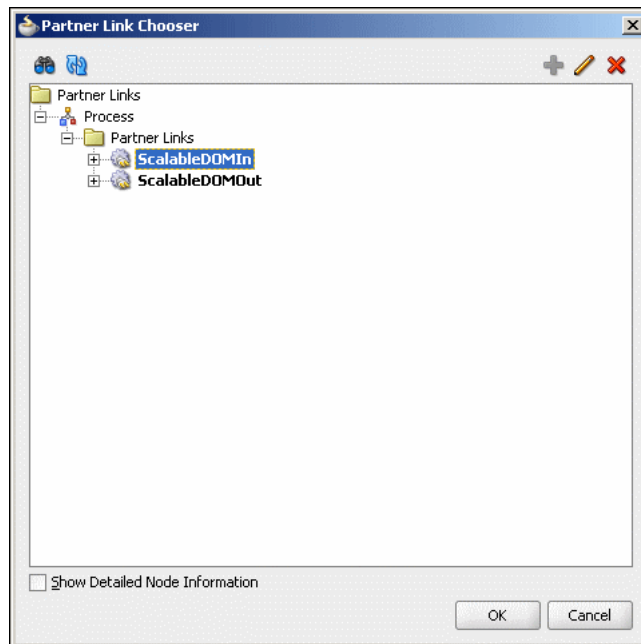 Partner Link Chooser
Partner Links
Process
Partner Links
ScalableDOMIn
ScalableDOMOut
Show Detailed Node Information
OK
Cancel